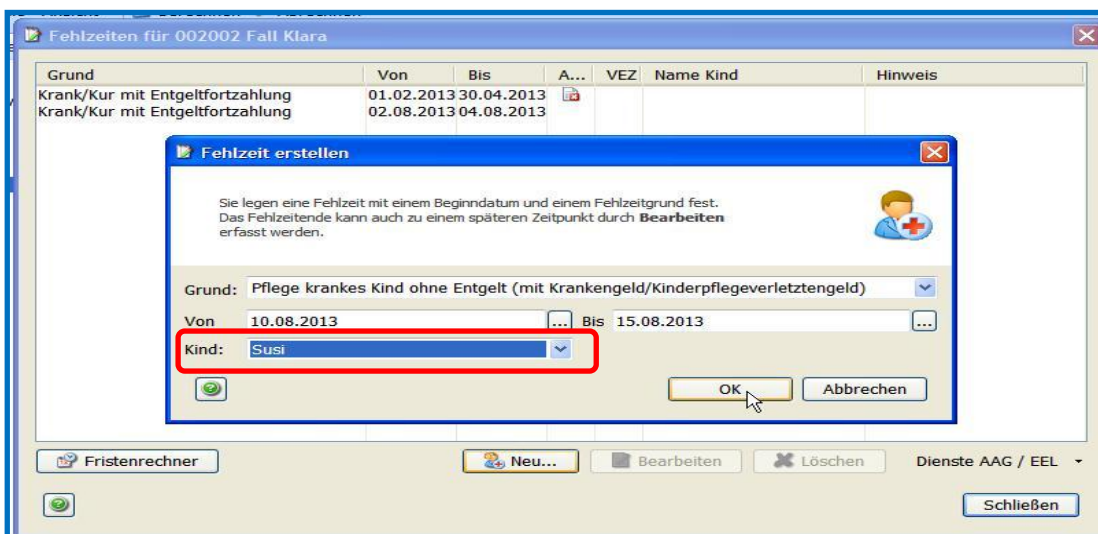 Fehlzeiten für 002002 Fall Klara
Grund Von Bis A... VEZ Name Kind Hinweis
Krank/Kur mit Entgeltfortzahlung 01.02.2013 30.04.2013
Krank/Kur mit Entgeltfortzahlung 02.08.2013 04.08.2013
Fehlzeit erstellen
Sie legen eine Fehlzeit mit einem Beginndatum und einem Fehlzeitgrund fest.
Das Fehlzeitende kann auch zu einem späteren Zeitpunkt durch Bearbeiten
erfasst werden.
Grund: Pflege krankes Kind ohne Entgelt (mit Krankengeld/Kinderpflegeverletztengeld)
Von 10.08.2013 ... Bis 15.08.2013 ...
Kind: Susi
OK Abbrechen
Fristenrechner Neu... Bearbeiten Löschen Dienste AAG / EEL
Schließen